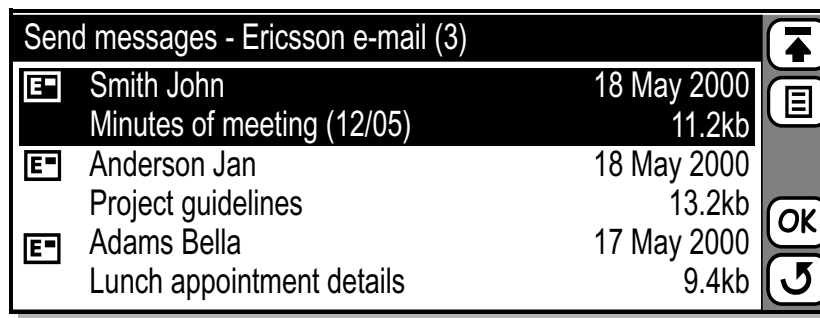 Send messages - Ericsson e-mail (3)
E Smith John 18 May 2000
Minutes of meeting (12/05) 11.2kb
E Anderson Jan 18 May 2000
Project guidelines 13.2kb
E Adams Bella 17 May 2000
Lunch appointment details 9.4kb
OK